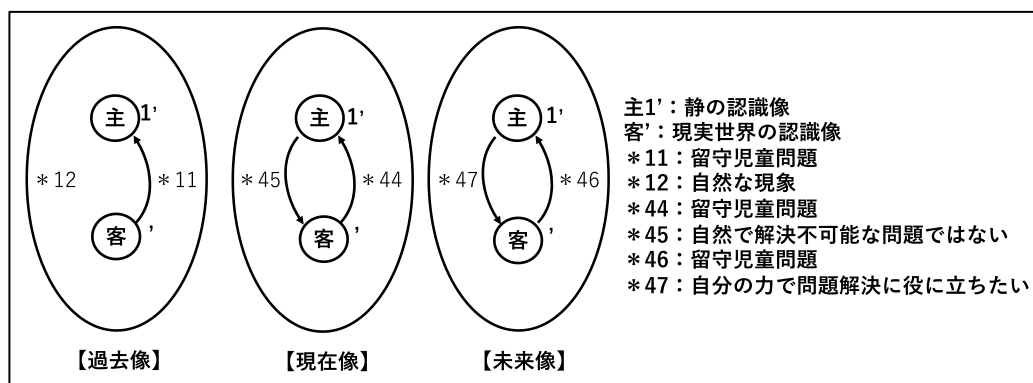 主 1’
客 ’
＊12
＊11
【過去像】
主 1’
客 ’
＊45
＊44
【現在像】
主 1’
客 ’
＊47
＊46
【未来像】
主1’：静の認識像
客’：現実世界の認識像
＊11：留守児童問題
＊12：自然な現象
＊44：留守児童問題
＊45：自然で解決不可能な問題ではない
＊46：留守児童問題
＊47：自分の力で問題解決に役に立ちたい